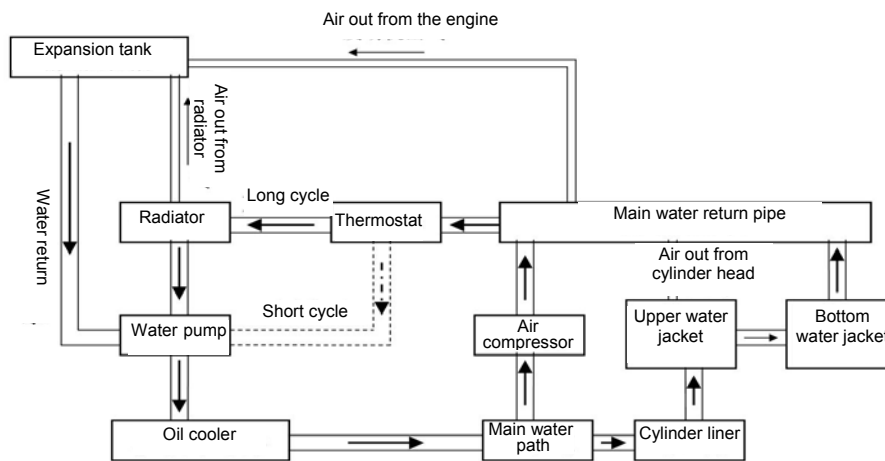 Air out from the engine
Expansion tank
Air out from
radiator
Water return
Long cycle
Radiator
Thermostat
Main water return pipe
Air out from
cylinder head
Short cycle
Water pump
Air
compressor
Upper water
jacket
Bottom
water jacket
Oil cooler
Main water
path
Cylinder liner